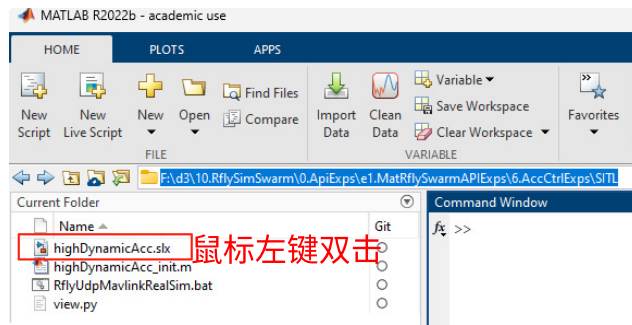 MATLAB R2022b - academic use
HOME PLOTS APPS
New Script
New Live Script
New
Open
Find Files
Compare
Import Data
Clean Data
Variable
Save Workspace
Clear Workspace
Favorites
FILE VARIABLE
F:\d3\10.RflySimSwarm\0.ApiExps\e1.MatRflySwarmAPIExps\6.AccCtrlExps\SITL
Current Folder
Name Git
highDynamicAcc.slx
鼠标左键双击
highDynamicAcc_init.m
RflyUdpMavlinkRealSim.bat
view.py
Command Window
fx >>